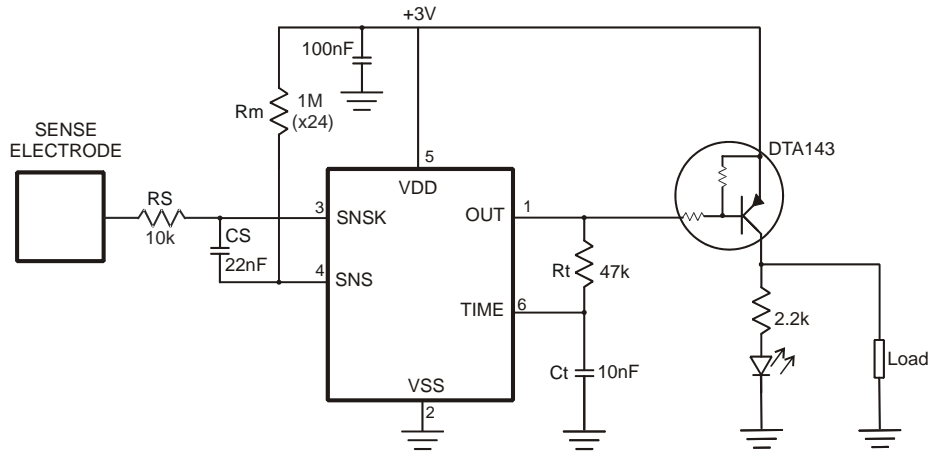 +3V
100nF
Rm
1M
(x24)
SENSE
ELECTRODE
DTA143
5
VDD
RS
10k
3
SNSK
OUT
1
CS
22nF
4
SNS
Rt
47k
TIME
6
2.2k
Ct
10nF
Load
VSS
2